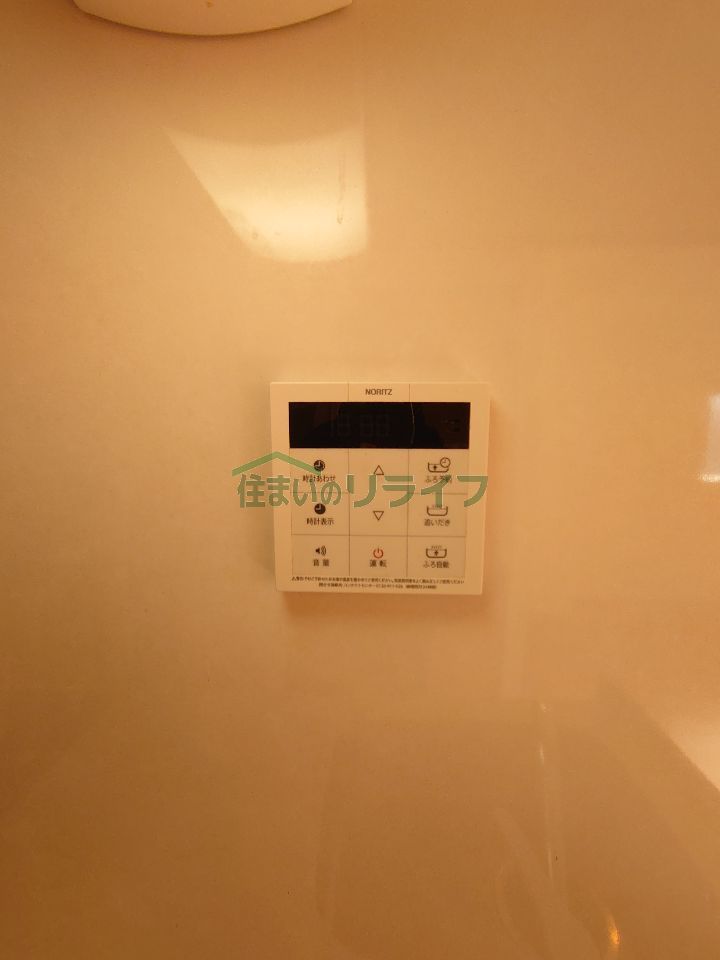 NORITZ
時計あわせ
△
ふろ予約
住まいのリライフ
時計表示
▽
追いだき
音量
運転
ふろ自動